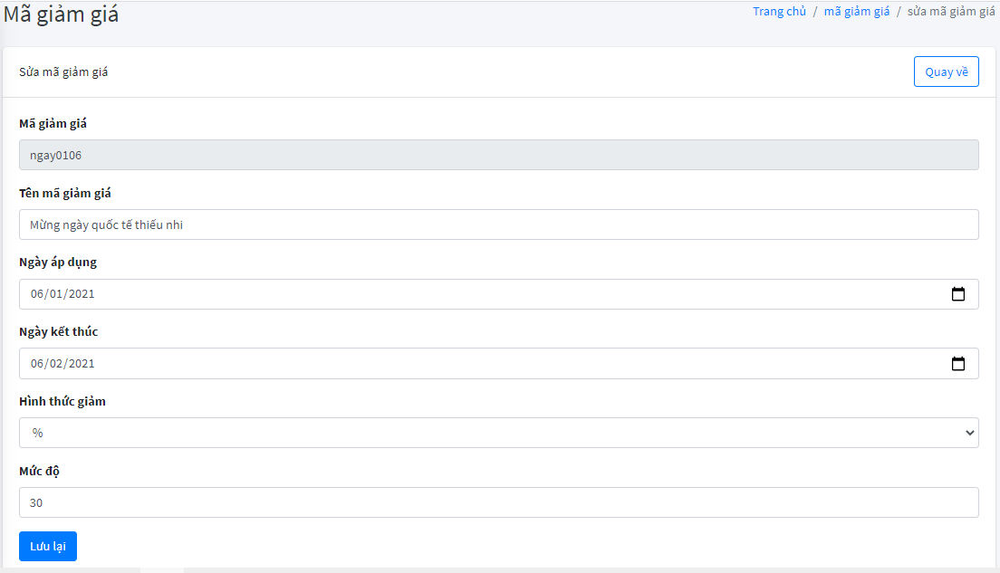 Mã giảm giá
Trang chủ / mã giảm giá / sửa mã giảm giá
Sửa mã giảm giá
Quay về
Mã giảm giá
ngay0106
Tên mã giảm giá
Mừng ngày quốc tế thiếu nhi
Ngày áp dụng
06/01/2021
Ngày kết thúc
06/02/2021
Hình thức giảm
%
Mức độ
30
Lưu lại